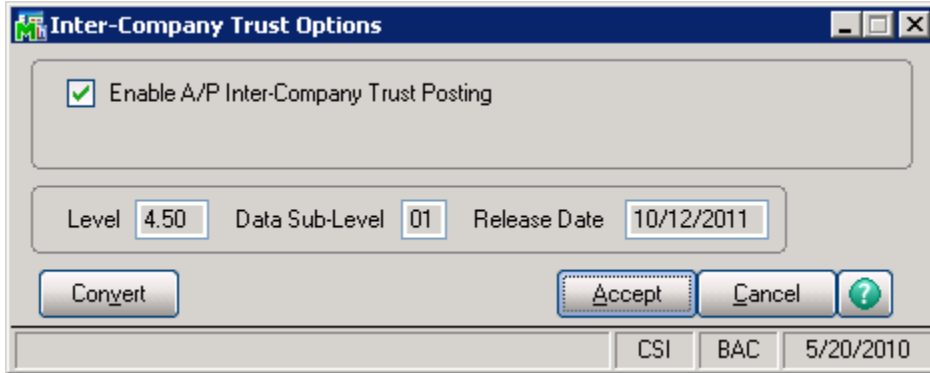 Inter-Company Trust Options
Enable A/P Inter-Company Trust Posting
Level 4.50 Data Sub-Level 01 Release Date 10/12/2011
Convert Accept Cancel ?
CSI BAC 5/20/2010